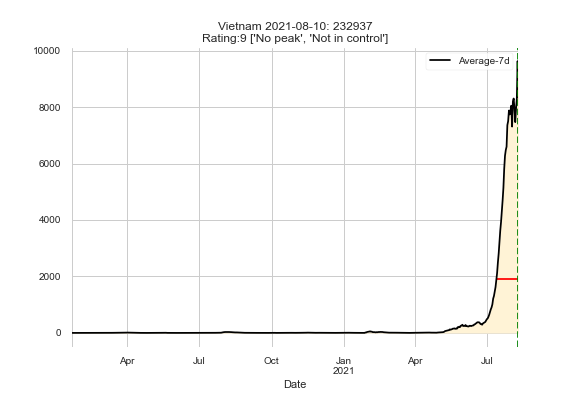 Vietnam 2021-08-10: 232937
Rating:9 ['No peak', 'Not in control']
Average-7d
10000
8000
6000
4000
2000
0
Apr
Jul
Oct
Jan
2021
Apr
Jul
Date